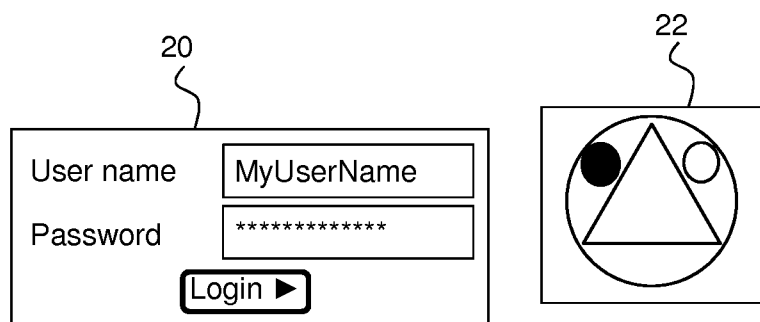 20
22
User name
MyUserName
Password
*************
Login ►